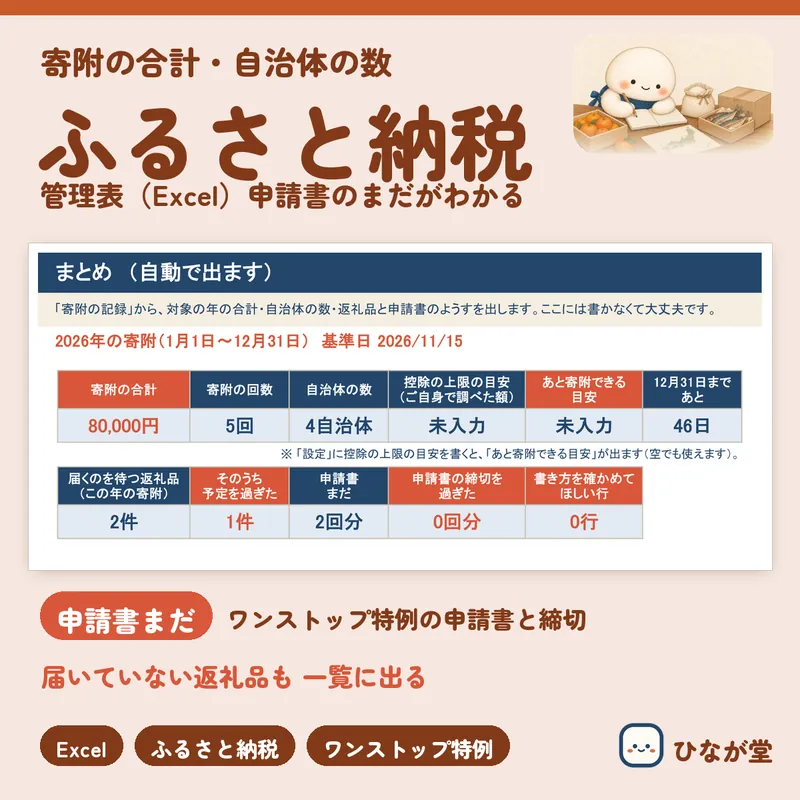 寄附の合計・自治体の数
ふるさと納税
管理表（Excel）申請書のまだがわかる
まとめ （自動で出ます）
「寄附の記録」から、対象の年の合計・自治体の数・返礼品と申請書のようすを出します。ここには書かなくて大丈夫です。
2026年の寄附（1月1日～12月31日） 基準日 2026/11/15
寄附の合計 寄附の回数 自治体の数 控除の上限の目安（ご自身で調べた額） あと寄附できる目安 12月31日まであと
80,000円 5回 4自治体 未入力 未入力 46日
※ 「設定」に控除の上限の目安を書くと、「あと寄附できる目安」が出ます（空でも使えます）。
届くのを待つ返礼品（この年の寄附） そのうち予定を過ぎた 申請書まだ 申請書の締切を過ぎた 書き方を確かめてほしい行
2件 1件 2回分 0回分 0行
申請書まだ ワンストップ特例の申請書と締切
届いていない返礼品も 一覧に出る
Excel ふるさと納税 ワンストップ特例
ひなが堂